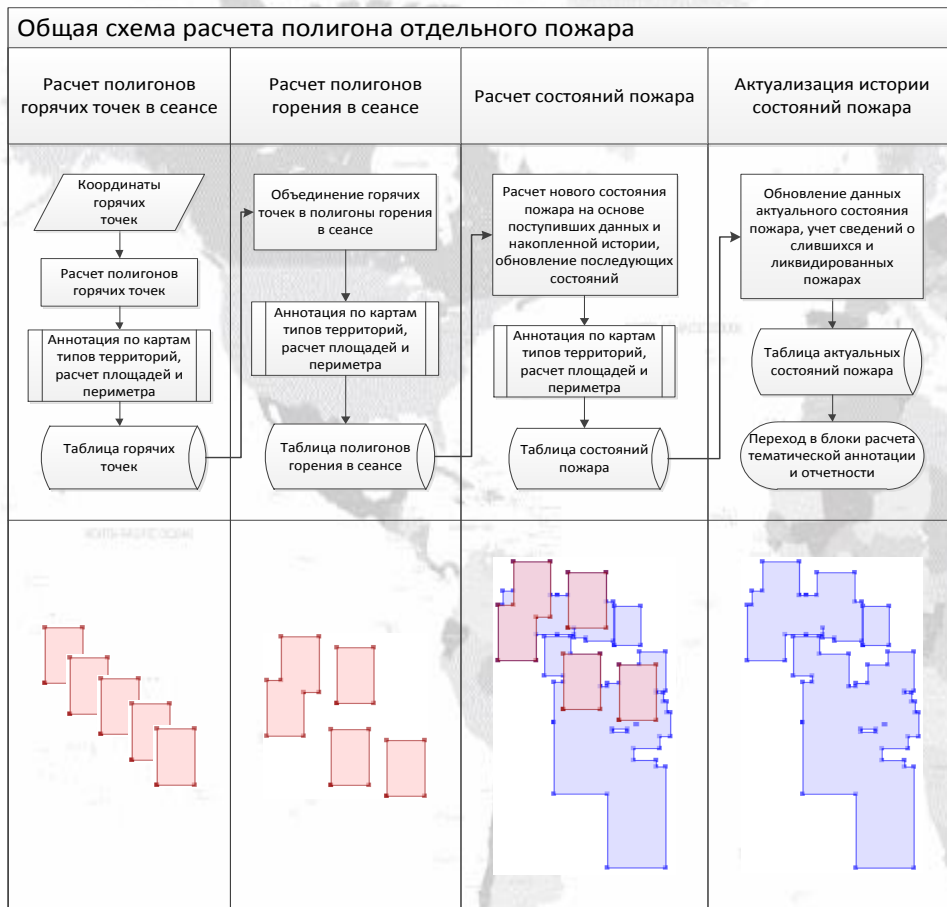 Общая схема расчета полигона отдельного пожара
Расчет полигонов
горячих точек в сеансе
Расчет полигонов
горения в сеансе
Расчет состояний пожара
Актуализация истории
состояний пожара
Координаты
горячих
точек
Расчет полигонов
горячих точек
Аннотация по картам
типов территорий,
расчет площадей и
периметра
Таблица горячих
точек
Объединение горячих
точек в полигоны горения
в сеансе
Аннотация по картам
типов территорий,
расчет площадей и
периметра
Таблица полигонов
горения в сеансе
Расчет нового состояния
пожара на основе
поступивших данных и
накопленной истории,
обновление последующих
состояний
Аннотация по картам
типов территорий,
расчет площадей и
периметра
Таблица состояний
пожара
Обновление данных
актуального состояния
пожара, учет сведений о
слившихся и
ликвидированных
пожарах
Таблица актуальных
состояний пожара
Переход в блоки расчета
тематической аннотации
и отчетности